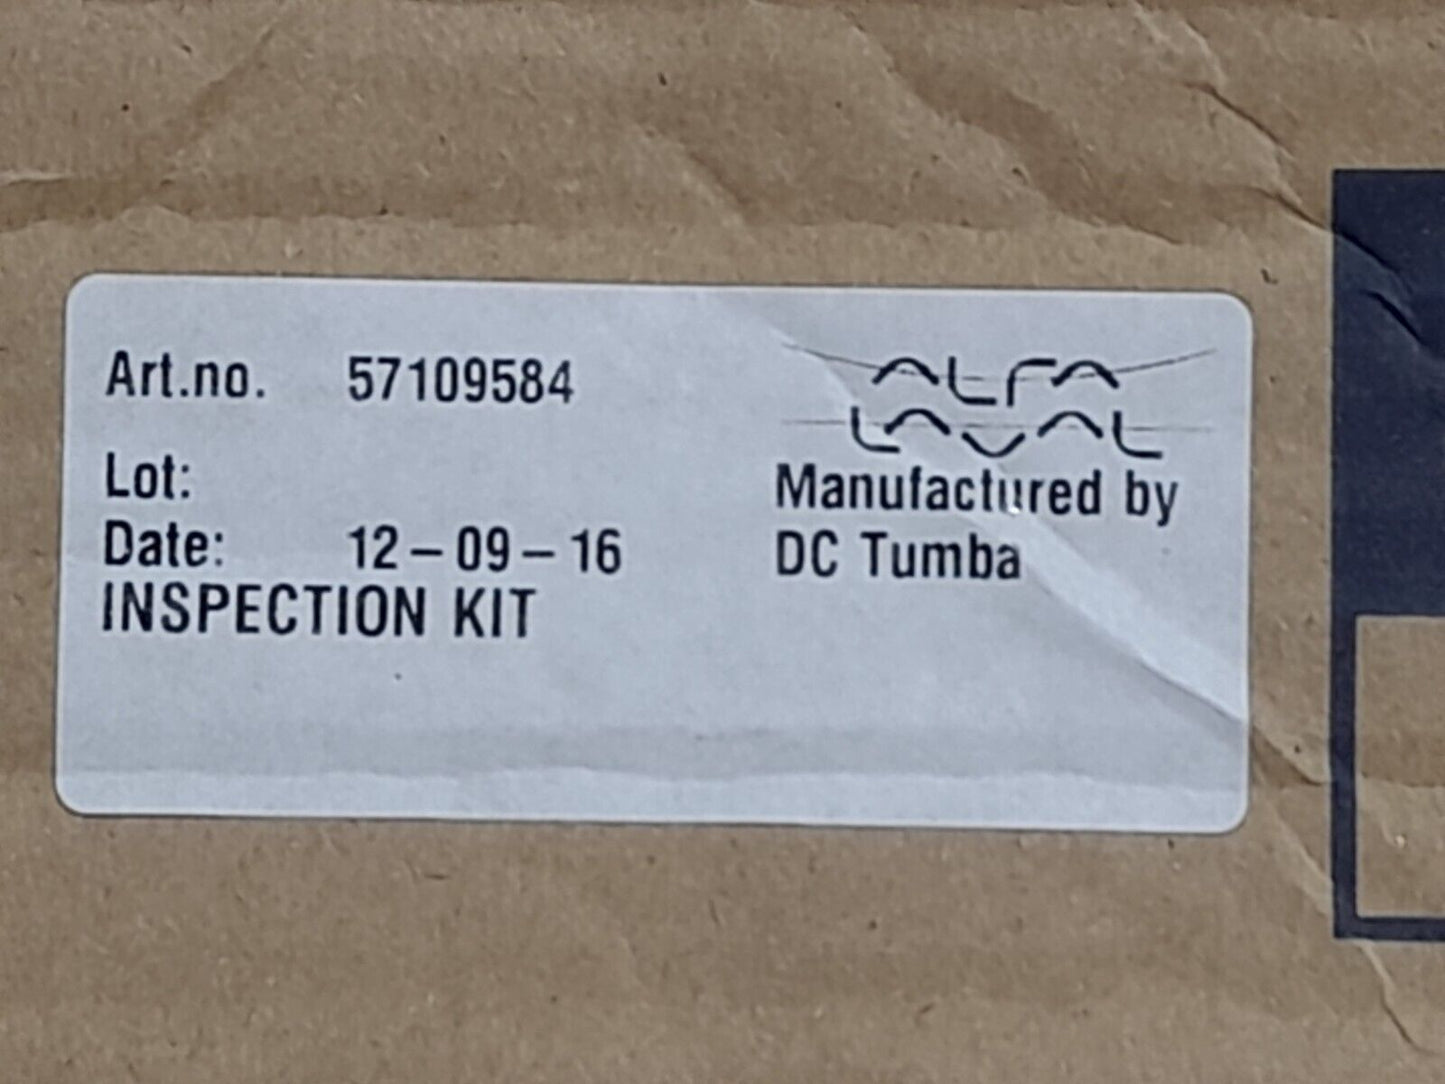 Art.no. 57109584
Lot:
Date: 12-09-16
INSPECTION KIT
ALFA
LAVAL
Manufactured by
DC Tumba